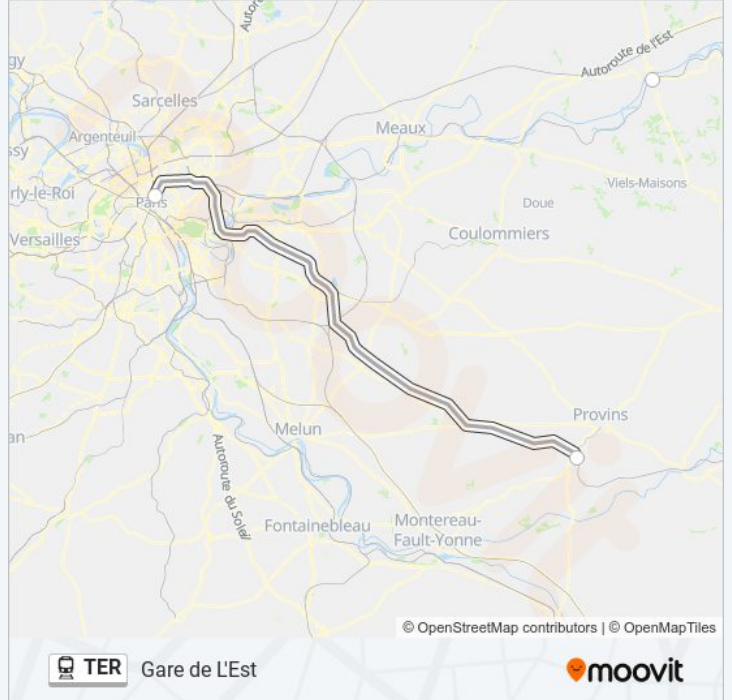 Autoro
Autoroute de l'Est
gy
Sarcelles
Meaux
Argenteuil
ssy
Viels-Maisons
rly-le-Roi
Paris
Doue
Versailles
Coulommiers
Provins
Melun
an
Autoroute du Soleil
Fontainebleau
Montereau-
Fault-Yonne
© OpenStreetMap contributors | © OpenMapTiles
TER Gare de L'Est
moovit